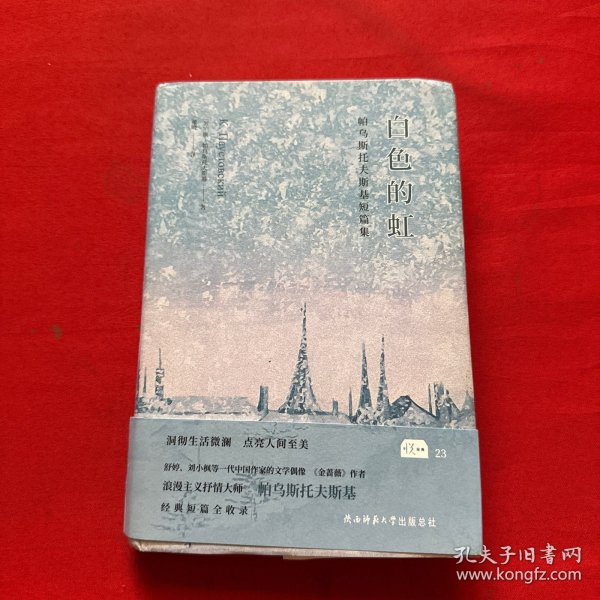 白色的虹
帕乌斯托夫斯基短篇集
洞彻生活微澜 点亮人间至美
舒婷、刘小枫等一代中国作家的文学偶像 《金蔷薇》作者
浪漫主义抒情大师 帕乌斯托夫斯基
经典短篇全收录
23
陕西师范大学出版总社
孔夫子旧书网
www.kongfz.com